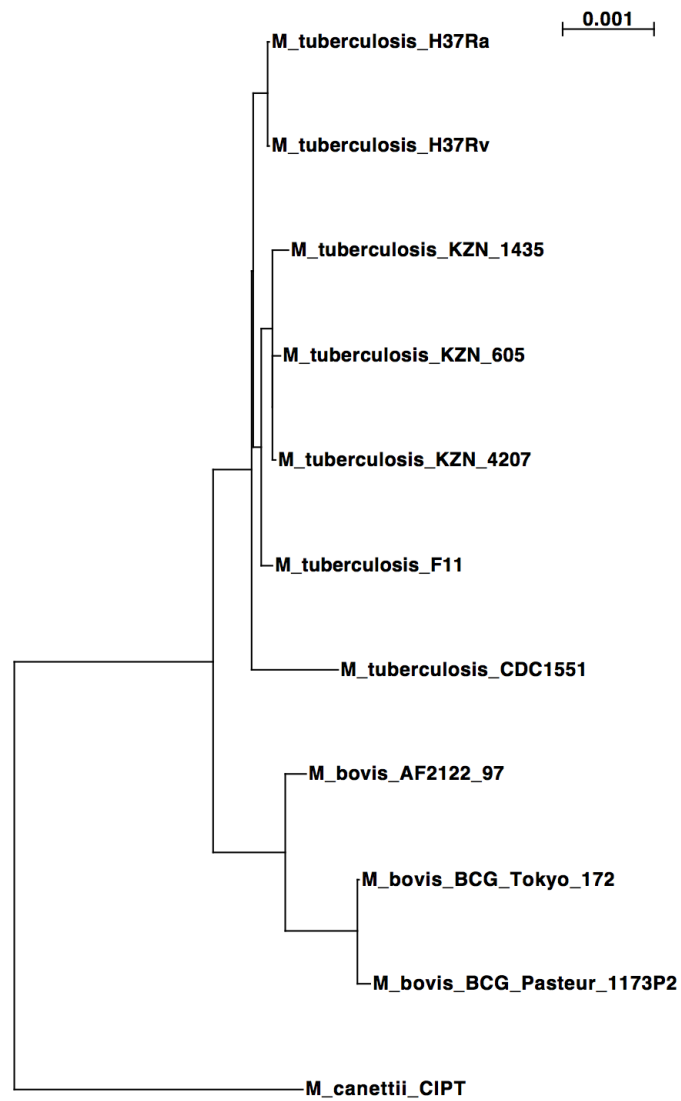 0.001
M_tuberculosis_H37Ra
M_tuberculosis_H37Rv
M_tuberculosis_KZN_1435
M_tuberculosis_KZN_605
M_tuberculosis_KZN_4207
M_tuberculosis_F11
M_tuberculosis_CDC1551
M_bovis_AF2122_97
M_bovis_BCG_Tokyo_172
M_bovis_BCG_Pasteur_1173P2
M_canettii_CIPT